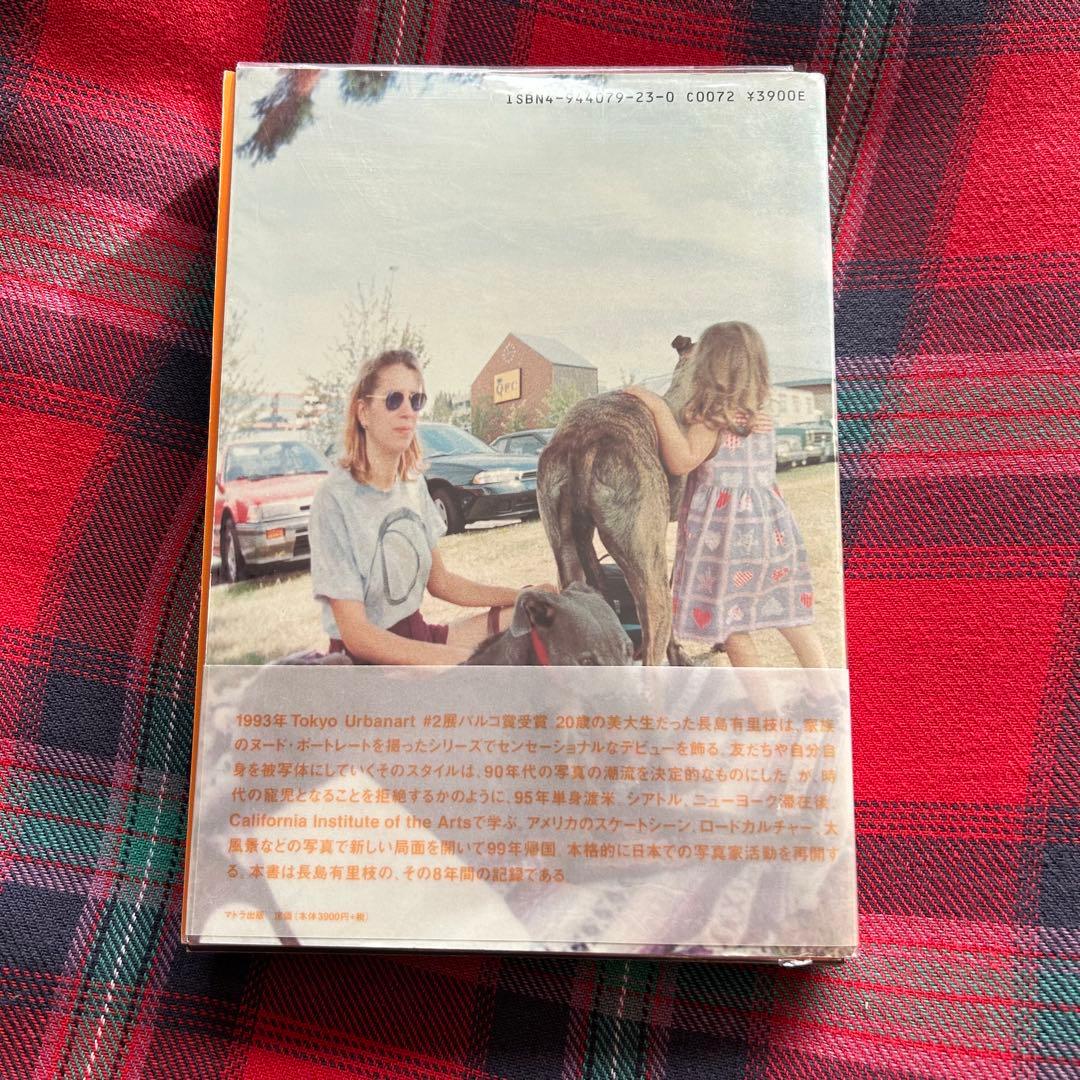 ISBN4-944079-23-0 C0072 ¥3900E
QFC
1993年Tokyo Urbanart #2展パルコ賞受賞。20歳の美大生だった長島有里枝は、家族
のヌード・ポートレートを撮ったシリーズでセンセーショナルなデビューを飾る。友だちや自分自
身を被写体にしていくそのスタイルは、90年代の写真の潮流を決定的なものにした。が、時
代の寵児となることを拒絶するかのように、95年単身渡米。シアトル、ニューヨーク滞在後、
California Institute of the Artsで学ぶ。アメリカのスケートシーン、ロードカルチャー、大
風景などの写真で新しい局面を開いて99年帰国。本格的に日本での写真家活動を再開す
る。本書は長島有里枝の、その8年間の記録である。
マドラ出版 定価(本体3900円+税)